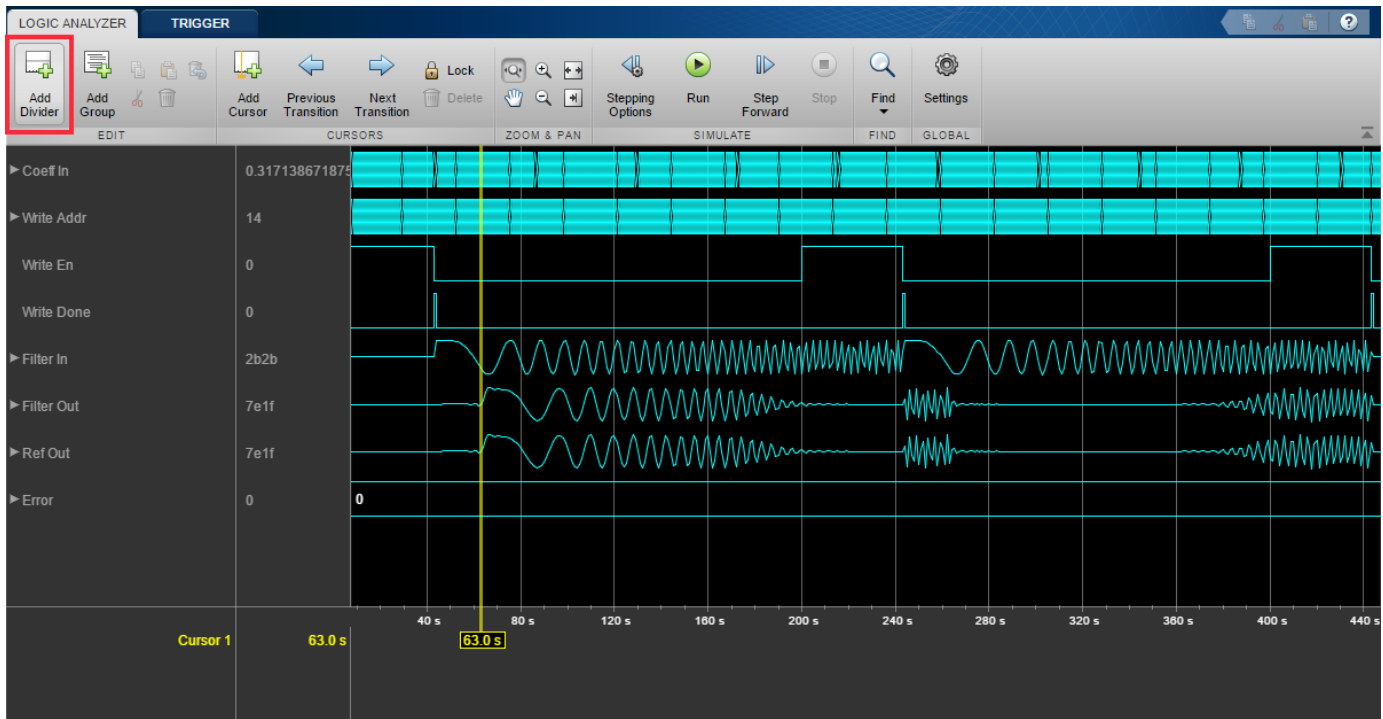 LOGIC ANALYZER
TRIGGER
?
Add
Divider
Add
Group
Add
Cursor
Previous
Transition
Next
Transition
Lock
Delete
Stepping
Options
Run
Step
Forward
Stop
Find
Settings
EDIT
CURSORS
ZOOM & PAN
SIMULATE
FIND
GLOBAL
Coeff In 0.317138671875
Write Addr 14
Write En 0
Write Done 0
Filter In 2b2b
Filter Out 7e1f
Ref Out 7e1f
Error 0 0
40 s 80 s 120 s 160 s 200 s 240 s 280 s 320 s 360 s 400 s 440 s
Cursor 1 63.0 s 63.0 s